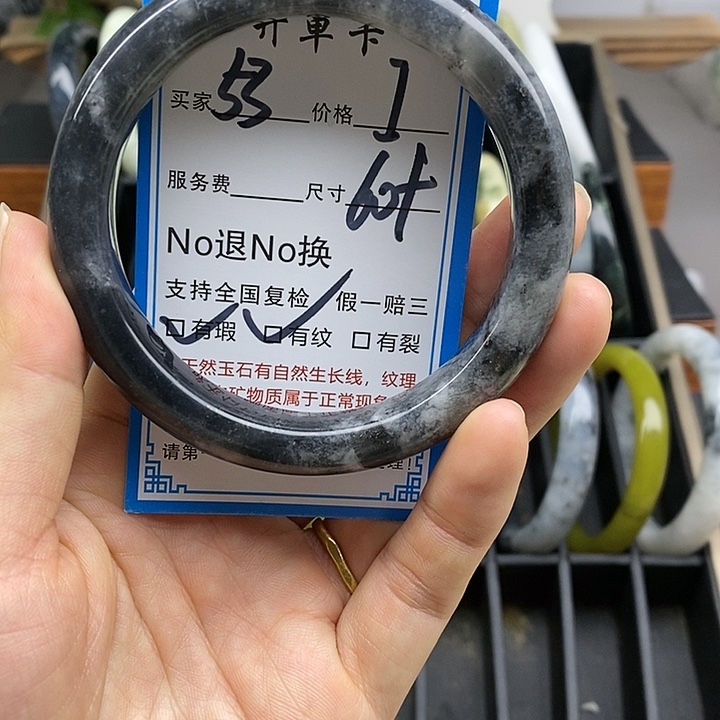 开单卡
买家 53 价格 1
服务费 尺寸 60+
No退No换
支持全国复检 假一赔三
□有瑕 □有纹 □有裂
天然玉石有自然生长线，纹理
矿物质属于正常现象
请第一 理！